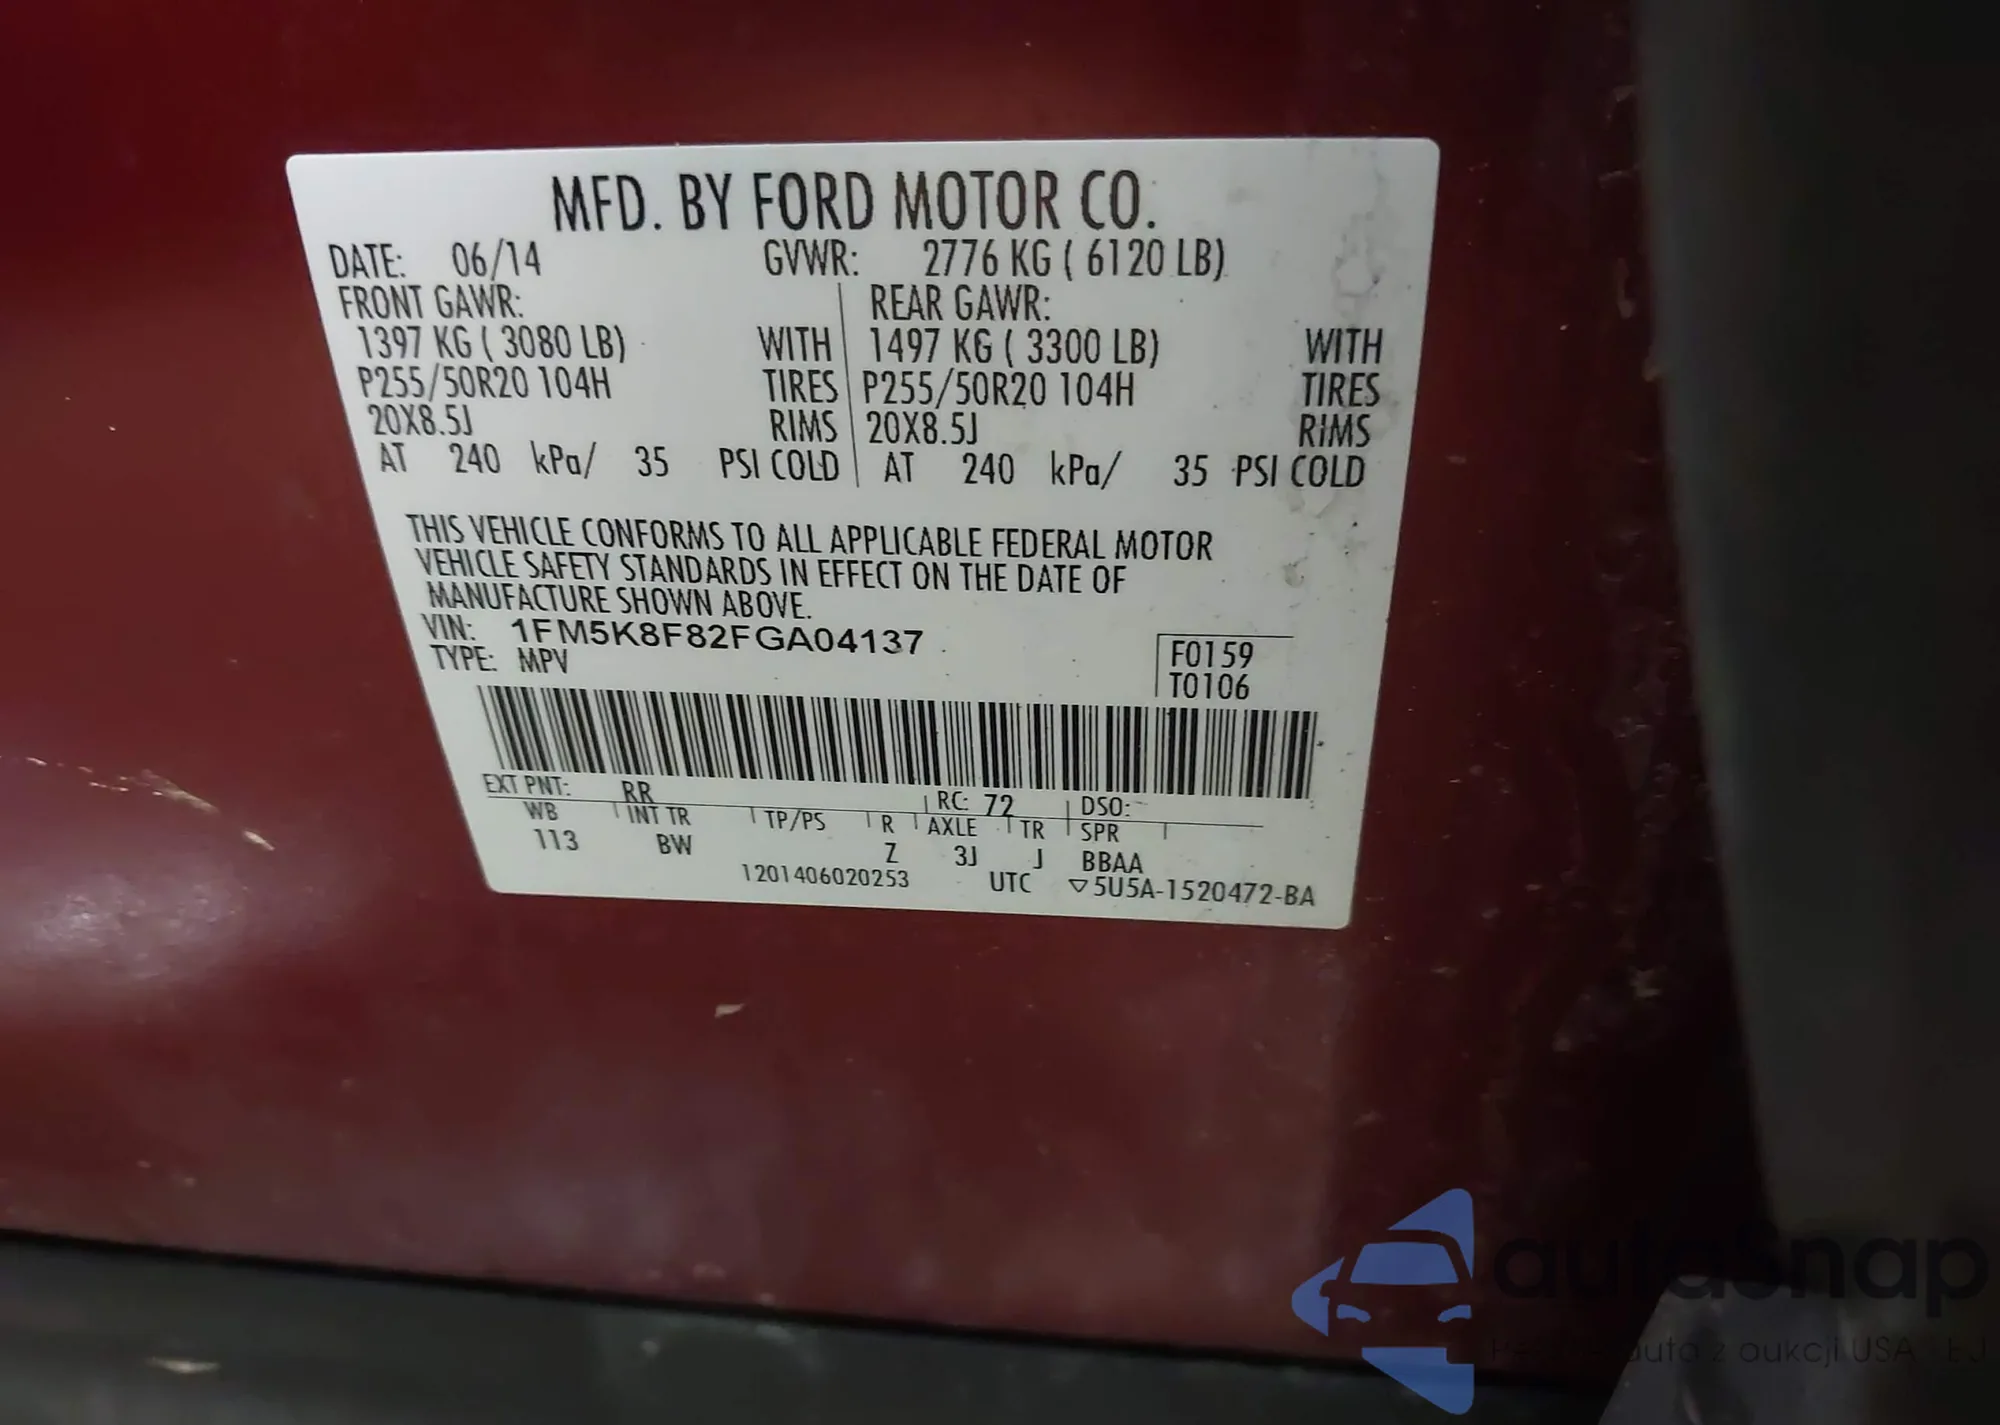 MFD. BY FORD MOTOR CO.
DATE: 06/14 GVWR: 2776 KG ( 6120 LB)
FRONT GAWR: REAR GAWR:
1397 KG ( 3080 LB) WITH 1497 KG ( 3300 LB) WITH
P255/50R20 104H TIRES P255/50R20 104H TIRES
20X8.5J RIMS 20X8.5J RIMS
AT 240 kPa/ 35 PSI COLD AT 240 kPa/ 35 PSI COLD
THIS VEHICLE CONFORMS TO ALL APPLICABLE FEDERAL MOTOR
VEHICLE SAFETY STANDARDS IN EFFECT ON THE DATE OF
MANUFACTURE SHOWN ABOVE.
VIN: 1FM5K8F82FGA04137
TYPE: MPV
F0159
T0106
EXT PNT: RR RC: 72 DSO:
WB INT TR TP/PS R AXLE TR SPR
113 BW Z 3J J BBAA
1201406020253 UTC ▽5U5A-1520472-BA
autosnap
auto z aukcji USA